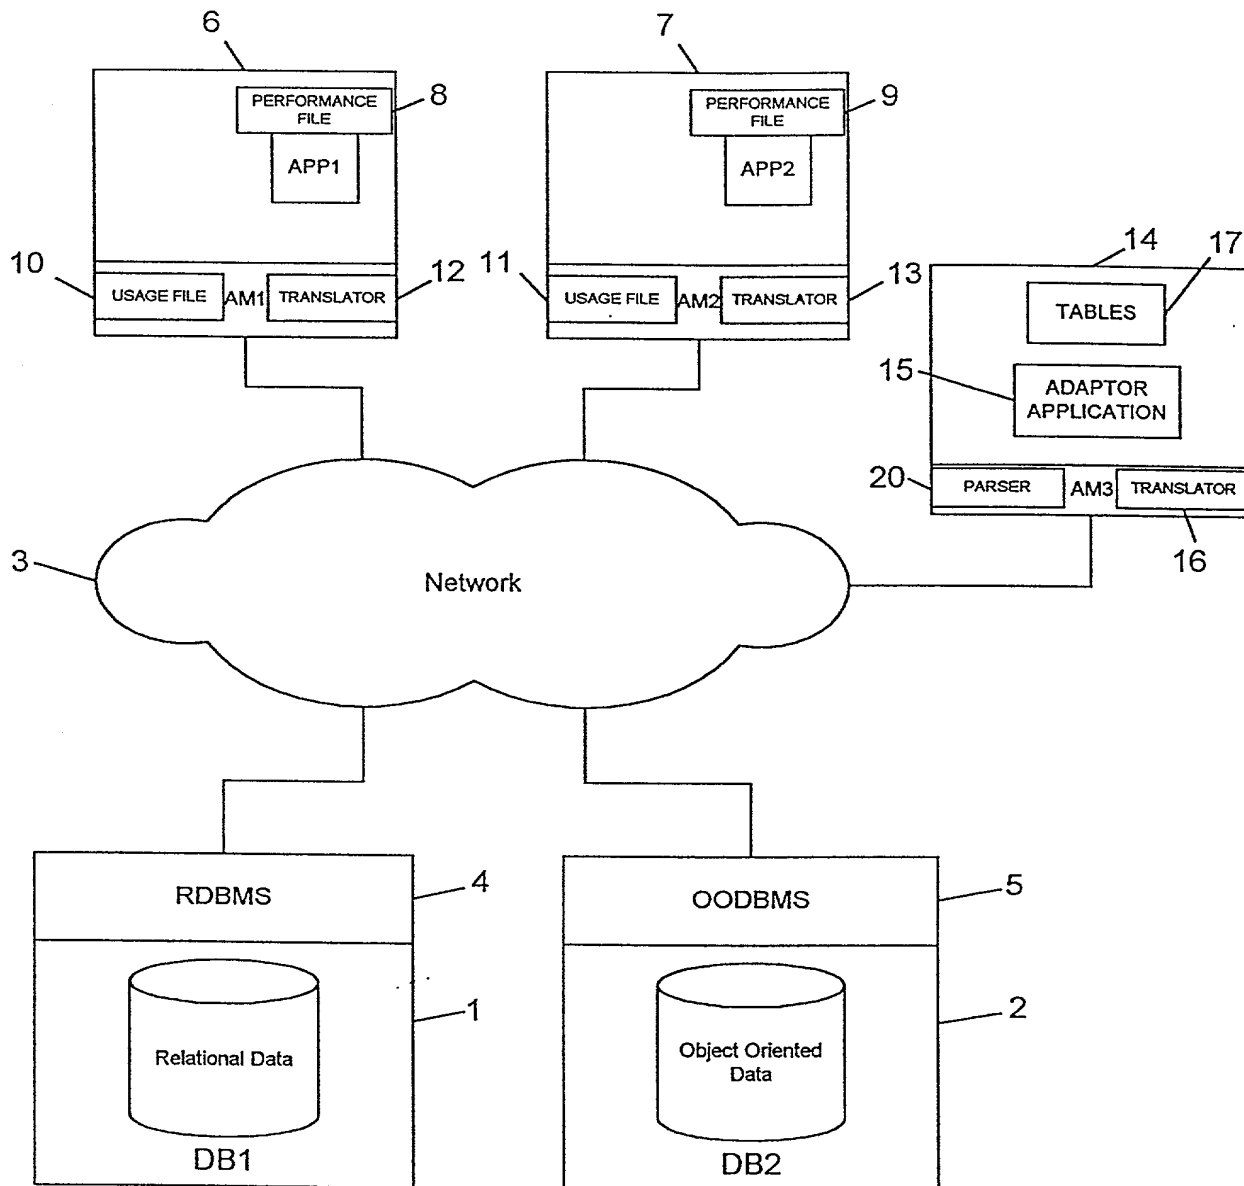 6
7
PERFORMANCE
FILE
8
APP1
PERFORMANCE
FILE
9
APP2
10
USAGE FILE
AM1
TRANSLATOR
12
11
USAGE FILE
AM2
TRANSLATOR
13
14
17
TABLES
15
ADAPTOR
APPLICATION
20
PARSER
AM3
TRANSLATOR
16
3
Network
RDBMS
4
OODBMS
5
Relational Data
1
Object Oriented
Data
2
DB1
DB2